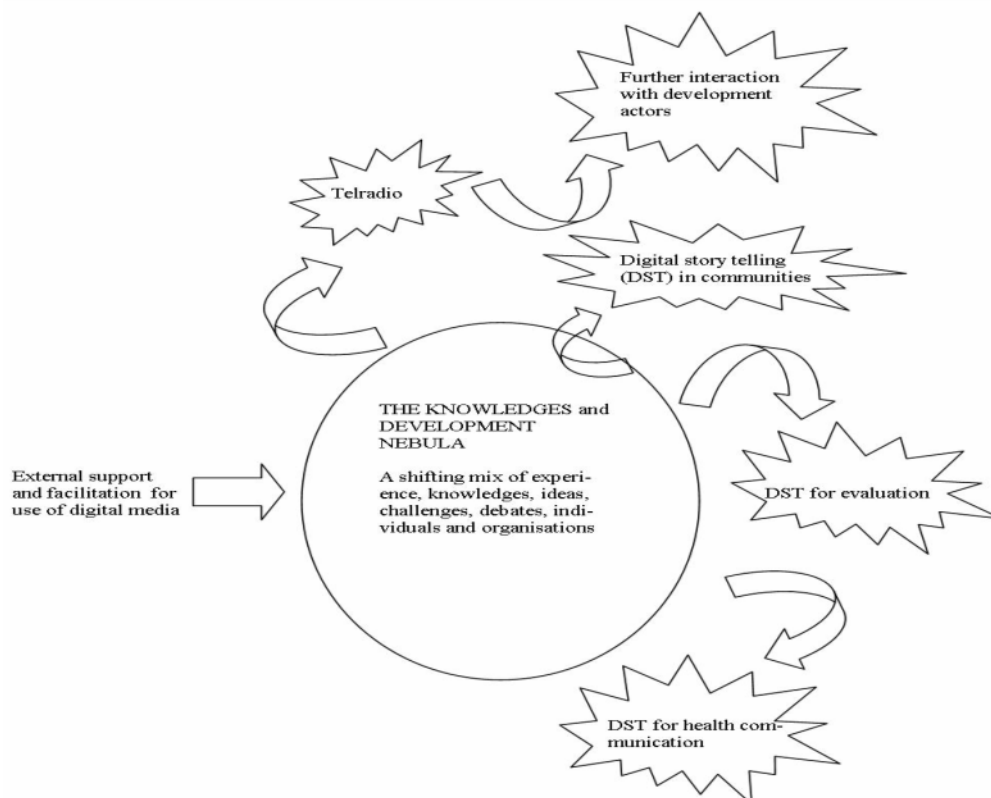 Further interaction
with development
actors
Telradio
Digital story telling
(DST) in communities
THE KNOWLEDGES and
DEVELOPMENT
NEBULA
A shifting mix of experi-
ence, knowledges, ideas,
challenges, debates, indi-
viduals and organisations
External support
and facilitation for
use of digital media
DST for evaluation
DST for health com-
munication